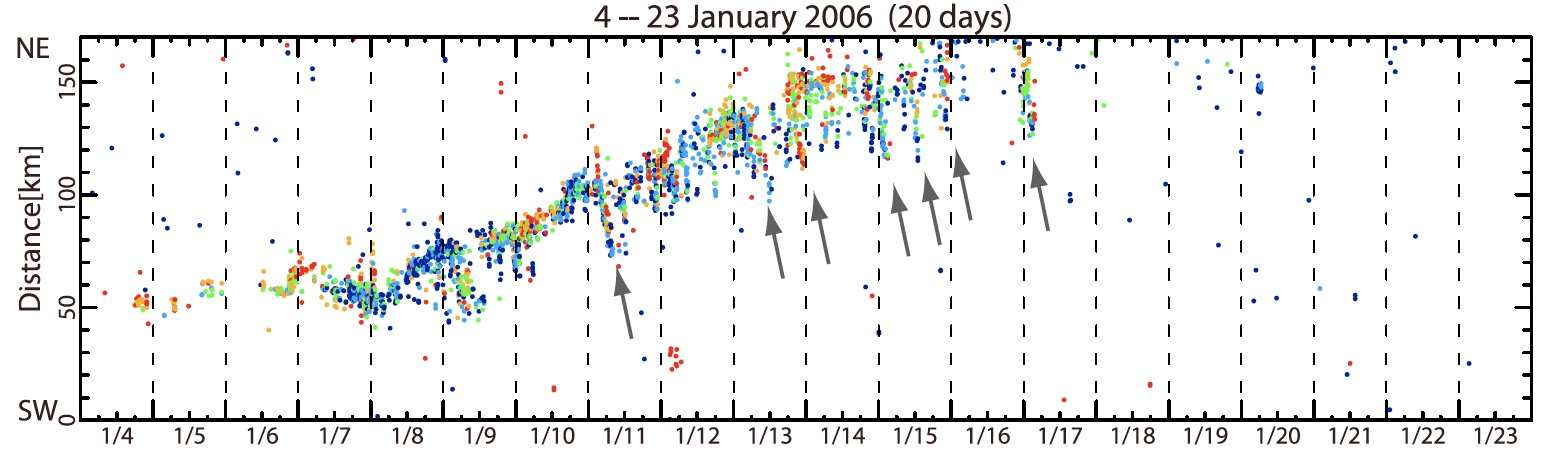 4 -- 23 January 2006 (20 days)
NE
150
100
50
0
Distance[km]
SW
1/4 1/5 1/6 1/7 1/8 1/9 1/10 1/11 1/12 1/13 1/14 1/15 1/16 1/17 1/18 1/19 1/20 1/21 1/22 1/23